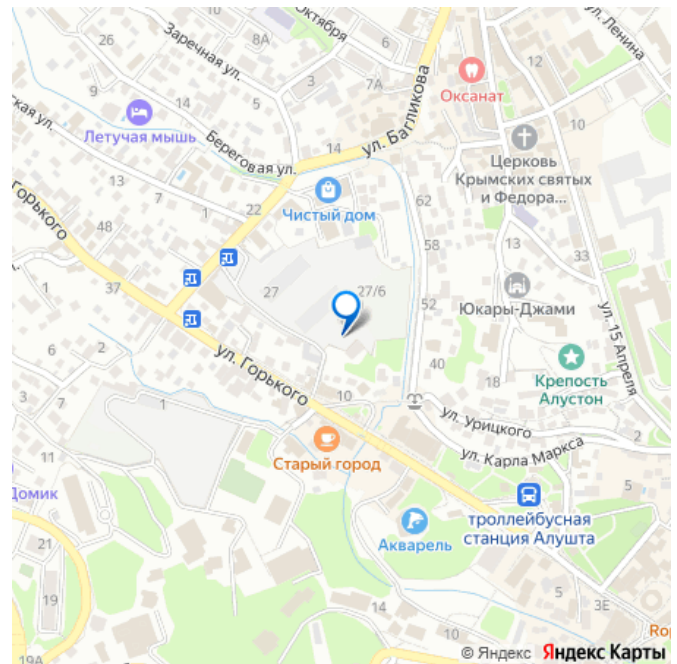 Октября
ул. Ленина
Заречная ул.
26
8А
9
14
5
3
7А
Оксанат
10
Летучая мышь
Береговая ул.
14
ул. Багликова
Церковь
Крымских святых
и Федора...
13
7
1
22
Чистый дом
62
58
13
48
Горького
37
27
27/6
52
Юкары-Джами
ул. 15 Апреля
1
6
2
ул. Горького
40
18
Крепость
Алустон
3
7
1
10
ул. Урицкого
2
ул. Карла Маркса
11
Старый город
5
Домик
троллейбусная
станция Алушта
Акварель
21
19
14
5
3Е
10
19А
© Яндекс Яндекс Карты